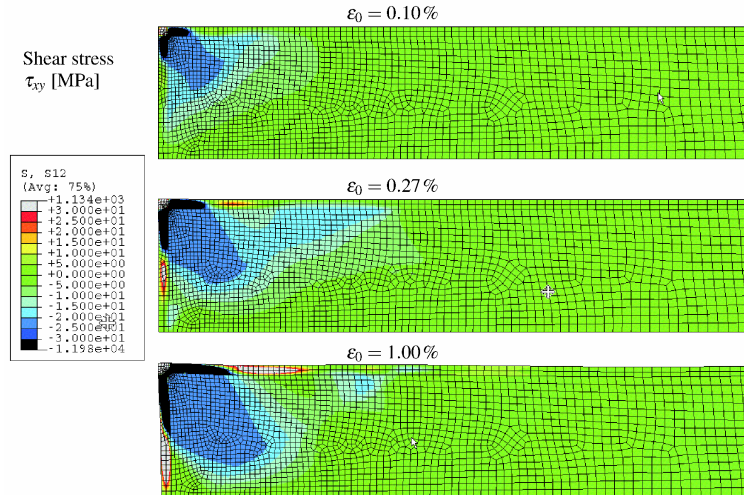 ε₀ = 0.10%
Shear stress
τxy [MPa]
S, S12
(Avg: 75%)
+1.134e+03
+3.000e+01
+2.500e+01
+2.000e+01
+1.500e+01
+1.000e+01
+5.000e+00
+0.000e+00
-5.000e+00
-1.000e+01
-1.500e+01
-2.000e+01
-2.500e+01
-3.000e+01
-1.198e+04
ε₀ = 0.27%
ε₀ = 1.00%